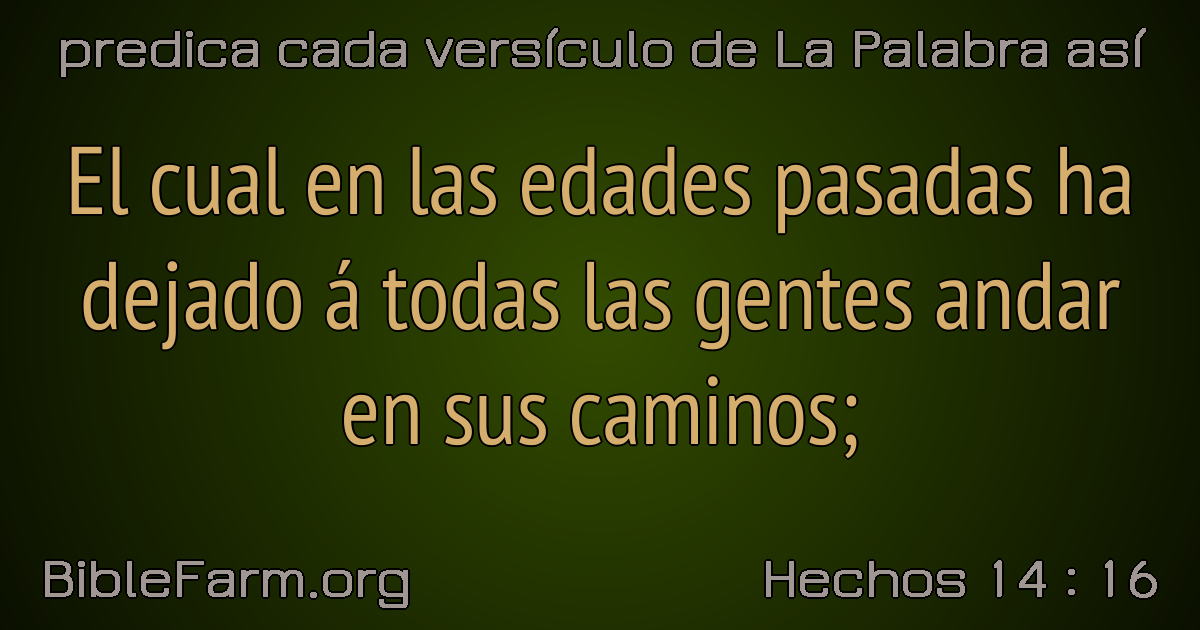 predica cada versículo de La Palabra así
El cual en las edades pasadas ha
dejado á todas las gentes andar
en sus caminos;
BibleFarm.org
Hechos 14 : 16